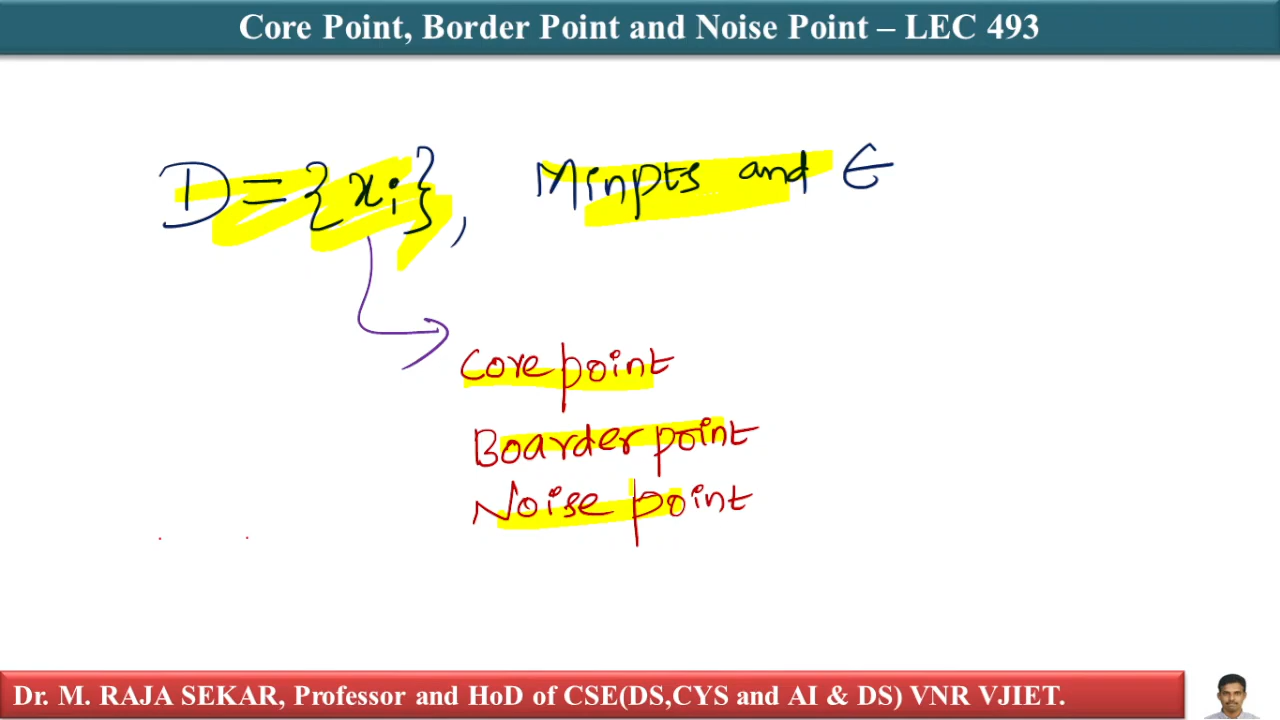 Core Point, Border Point and Noise Point – LEC 493
D = {xi}, Minpts and ϵ
Core point
Boarder point
Noise point
Dr. M. RAJA SEKAR, Professor and HoD of CSE(DS,CYS and AI & DS) VNR VJIET.